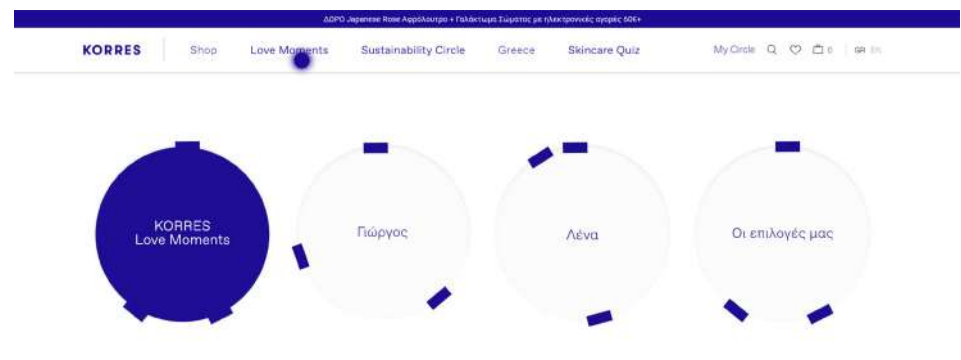 ΔΩΡΟ Japanese Rose Αφρόλουτρο + Γαλάκτωμα Σώματος με ηλεκτρονικές αγορές 60€+
KORRES Shop Love Moments Sustainability Circle Greece Skincare Quiz My Circle 0 GR EN
KORRES
Love Moments
Γιώργος
Λένα
Οι επιλογές μας